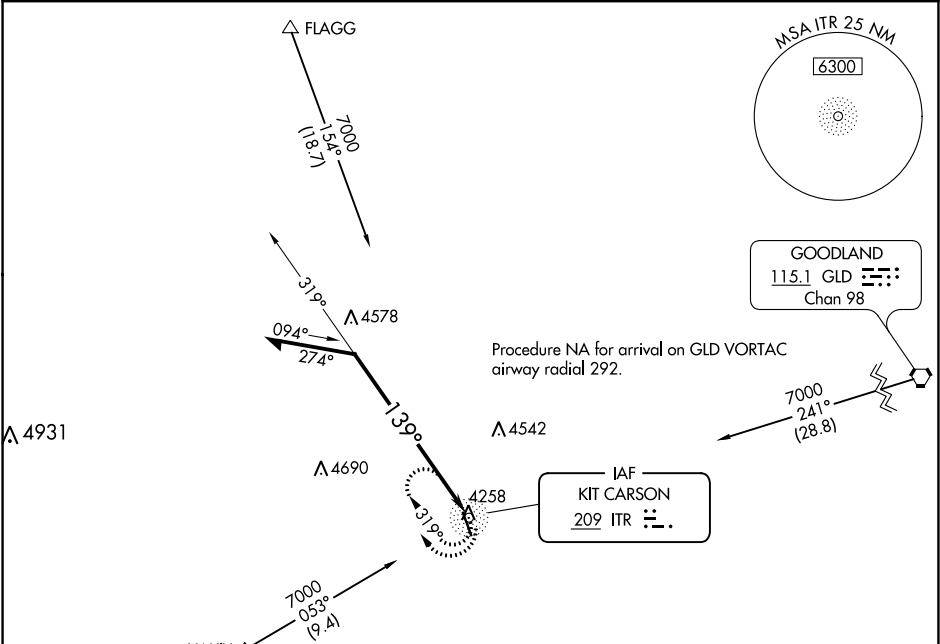 FLAGG
MSA ITR 25 NM
6300
7000
154°
(18.7)
319°
4578
094°
274°
GOODLAND
115.1 GLD
Chan 98
Procedure NA for arrival on GLD VORTAC
airway radial 292.
7000
241°
(28.8)
139°
4931
4542
4690
4258
319°
IAF
KIT CARSON
209 ITR
7000
053°
(9.4)